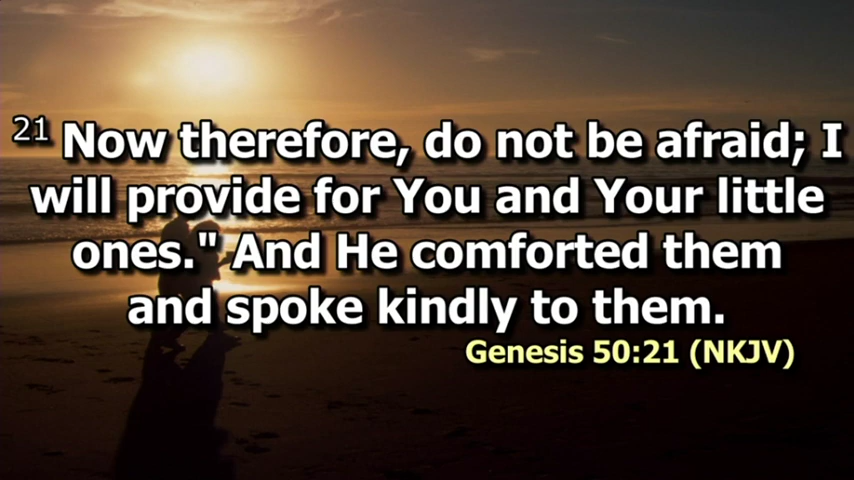 21 Now therefore, do not be afraid; I
will provide for You and Your little
ones." And He comforted them
and spoke kindly to them.
Genesis 50:21 (NKJV)